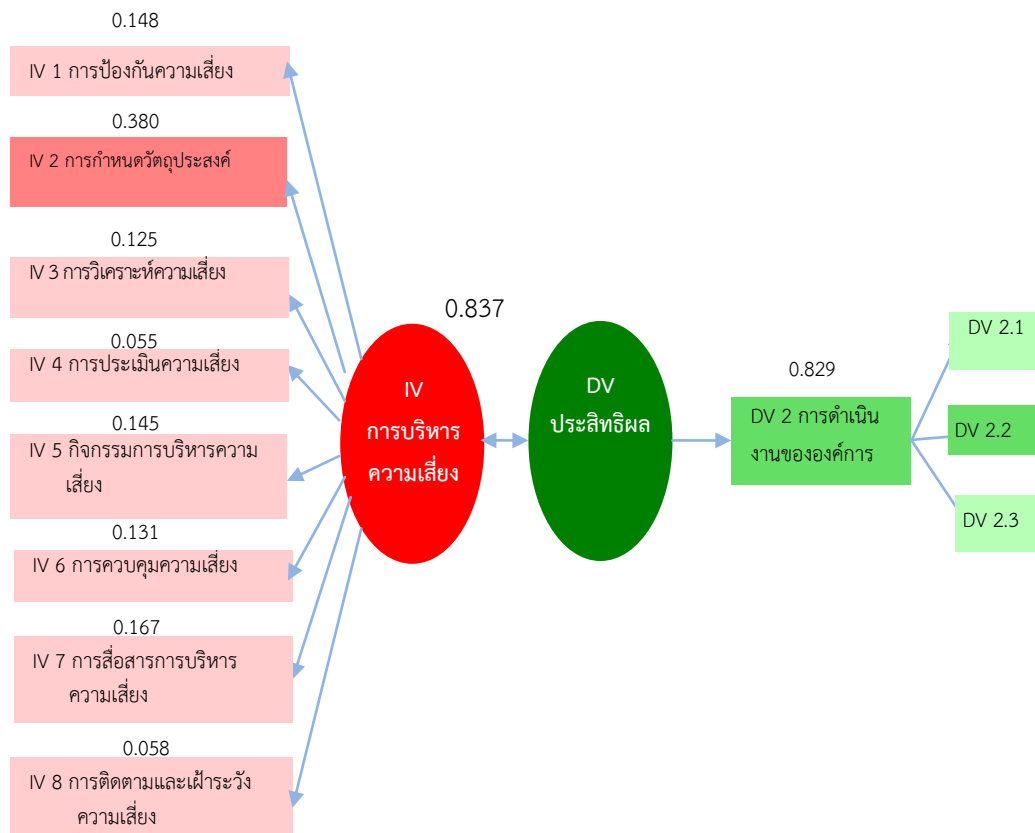 0.148
IV 1 การป้องกันความเสี่ยง
0.380
IV 2 การกำหนดวัตถุประสงค์
0.125
IV 3 การวิเคราะห์ความเสี่ยง
0.055
IV 4 การประเมินความเสี่ยง
0.145
IV 5 กิจกรรมการบริหารความ
เสี่ยง
0.131
IV 6 การควบคุมความเสี่ยง
0.167
IV 7 การสื่อสารการบริหาร
ความเสี่ยง
0.058
IV 8 การติดตามและเฝ้าระวัง
ความเสี่ยง
0.837
IV
การบริหาร
ความเสี่ยง
DV
ประสิทธิผล
0.829
DV 2 การดำเนิน
งานขององค์การ
DV 2.1
DV 2.2
DV 2.3